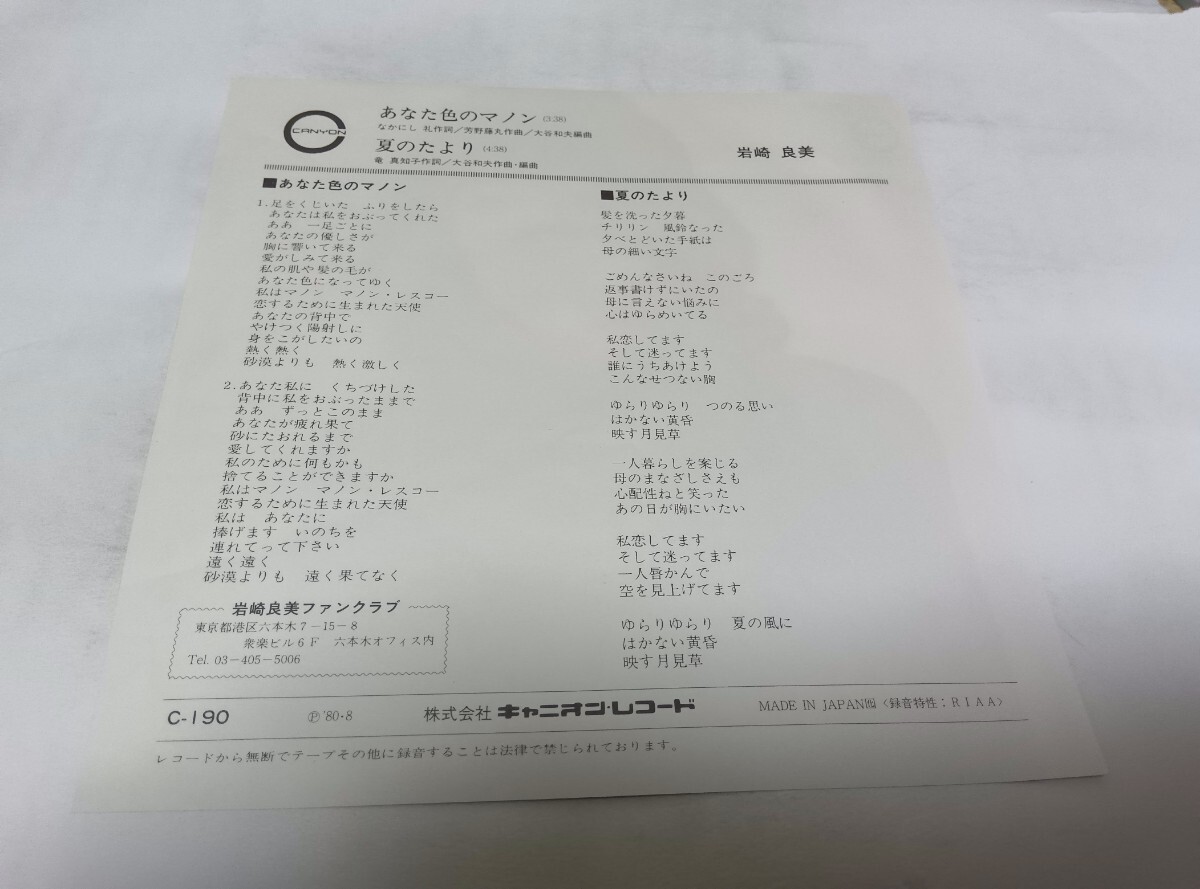 CANYON
あなた色のマノン (3:38)
なかにし 礼作詞／芳野藤丸作曲／大谷和夫編曲
夏のたより (4:38)
竜 真知子作詞／大谷和夫作曲・編曲
岩崎 良美
■あなた色のマノン
1. 足をくじいた ふりをしたら
あなたは私をおぶってくれた
ああ 一足ごとに
あなたの優しさが
胸に響いて来る
愛がしみて来る
私の肌や髪の毛が
あなた色になってゆく
私はマノン マノン・レスコー
恋するために生まれた天使
あなたの背中で
やけつく陽射しに
身をこがしたいの
熱く熱く
砂漠よりも 熱く激しく
2. あなた私に くちづけした
背中に私をおぶったままで
ああ ずっとこのまま
あなたが疲れ果て
砂にたおれるまで
愛してくれますか
私のために何もかも
捨てることができますか
私はマノン マノン・レスコー
恋するために生まれた天使
私は あなたに
捧げます いのちを
連れてって下さい
遠く遠く
砂漠よりも 遠く果てなく
岩崎良美ファンクラブ
東京都港区六本木7－15－8
衆楽ビル6F 六本木オフィス内
Tel. 03－405－5006
■夏のたより
髪を洗った夕暮
チリリン 風鈴なった
夕べとどいた手紙は
母の細い文字
ごめんなさいね このごろ
返事書けずにいたの
母に言えない悩みに
心はゆらめいてる
私恋してます
そして迷ってます
誰にうちあけよう
こんなせつない胸
ゆらりゆらり つのる思い
はかない黄昏
映す月見草
一人暮らしを案じる
母のまなざしさえも
心配性ねと笑った
あの日が胸にいたい
私恋してます
そして迷ってます
一人唇かんで
空を見上げてます
ゆらりゆらり 夏の風に
はかない黄昏
映す月見草
C-190 ℗'80・8 株式会社 キャニオン・レコード MADE IN JAPAN <録音特性：RIAA>
レコードから無断でテープその他に録音することは法律で禁じられております。